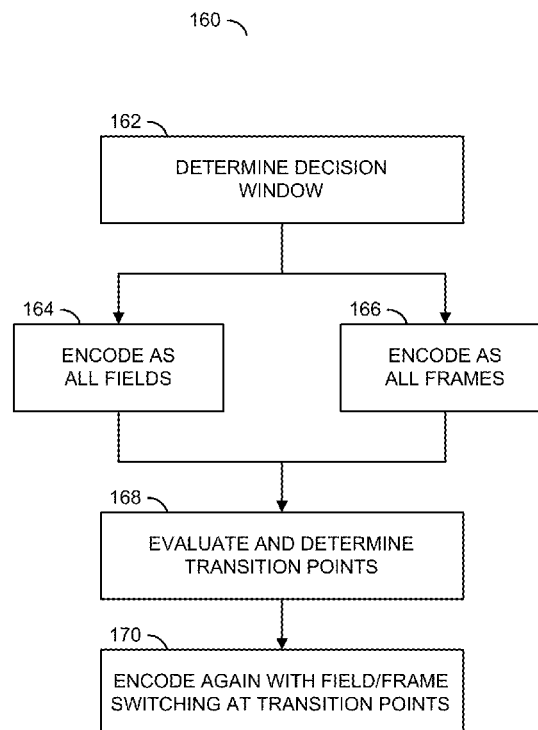 160
162
DETERMINE DECISION
WINDOW
164
ENCODE AS
ALL FIELDS
166
ENCODE AS
ALL FRAMES
168
EVALUATE AND DETERMINE
TRANSITION POINTS
170
ENCODE AGAIN WITH FIELD/FRAME
SWITCHING AT TRANSITION POINTS